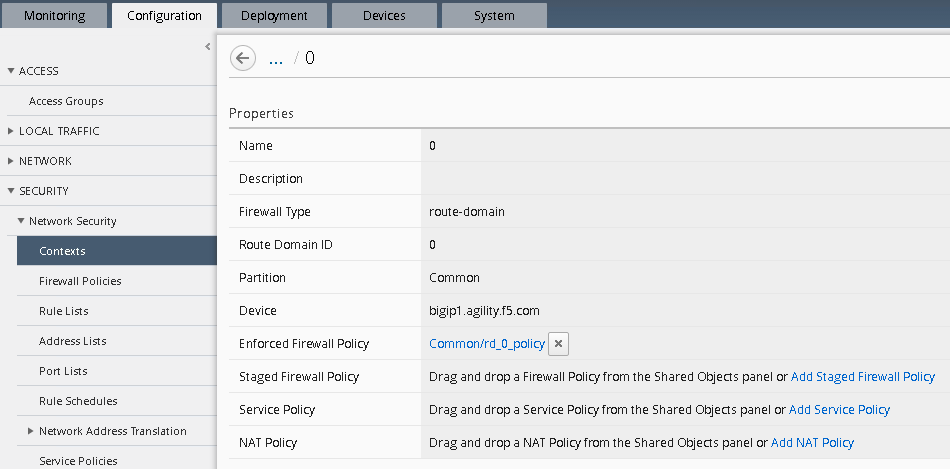 Monitoring Configuration Deployment Devices System
ACCESS
Access Groups
LOCAL TRAFFIC
NETWORK
SECURITY
Network Security
Contexts
Firewall Policies
Rule Lists
Address Lists
Port Lists
Rule Schedules
Network Address Translation
Service Policies
... / 0
Properties
Name 0
Description
Firewall Type route-domain
Route Domain ID 0
Partition Common
Device bigip1.agility.f5.com
Enforced Firewall Policy Common/rd_0_policy
Staged Firewall Policy Drag and drop a Firewall Policy from the Shared Objects panel or Add Staged Firewall Policy
Service Policy Drag and drop a Service Policy from the Shared Objects panel or Add Service Policy
NAT Policy Drag and drop a NAT Policy from the Shared Objects panel or Add NAT Policy